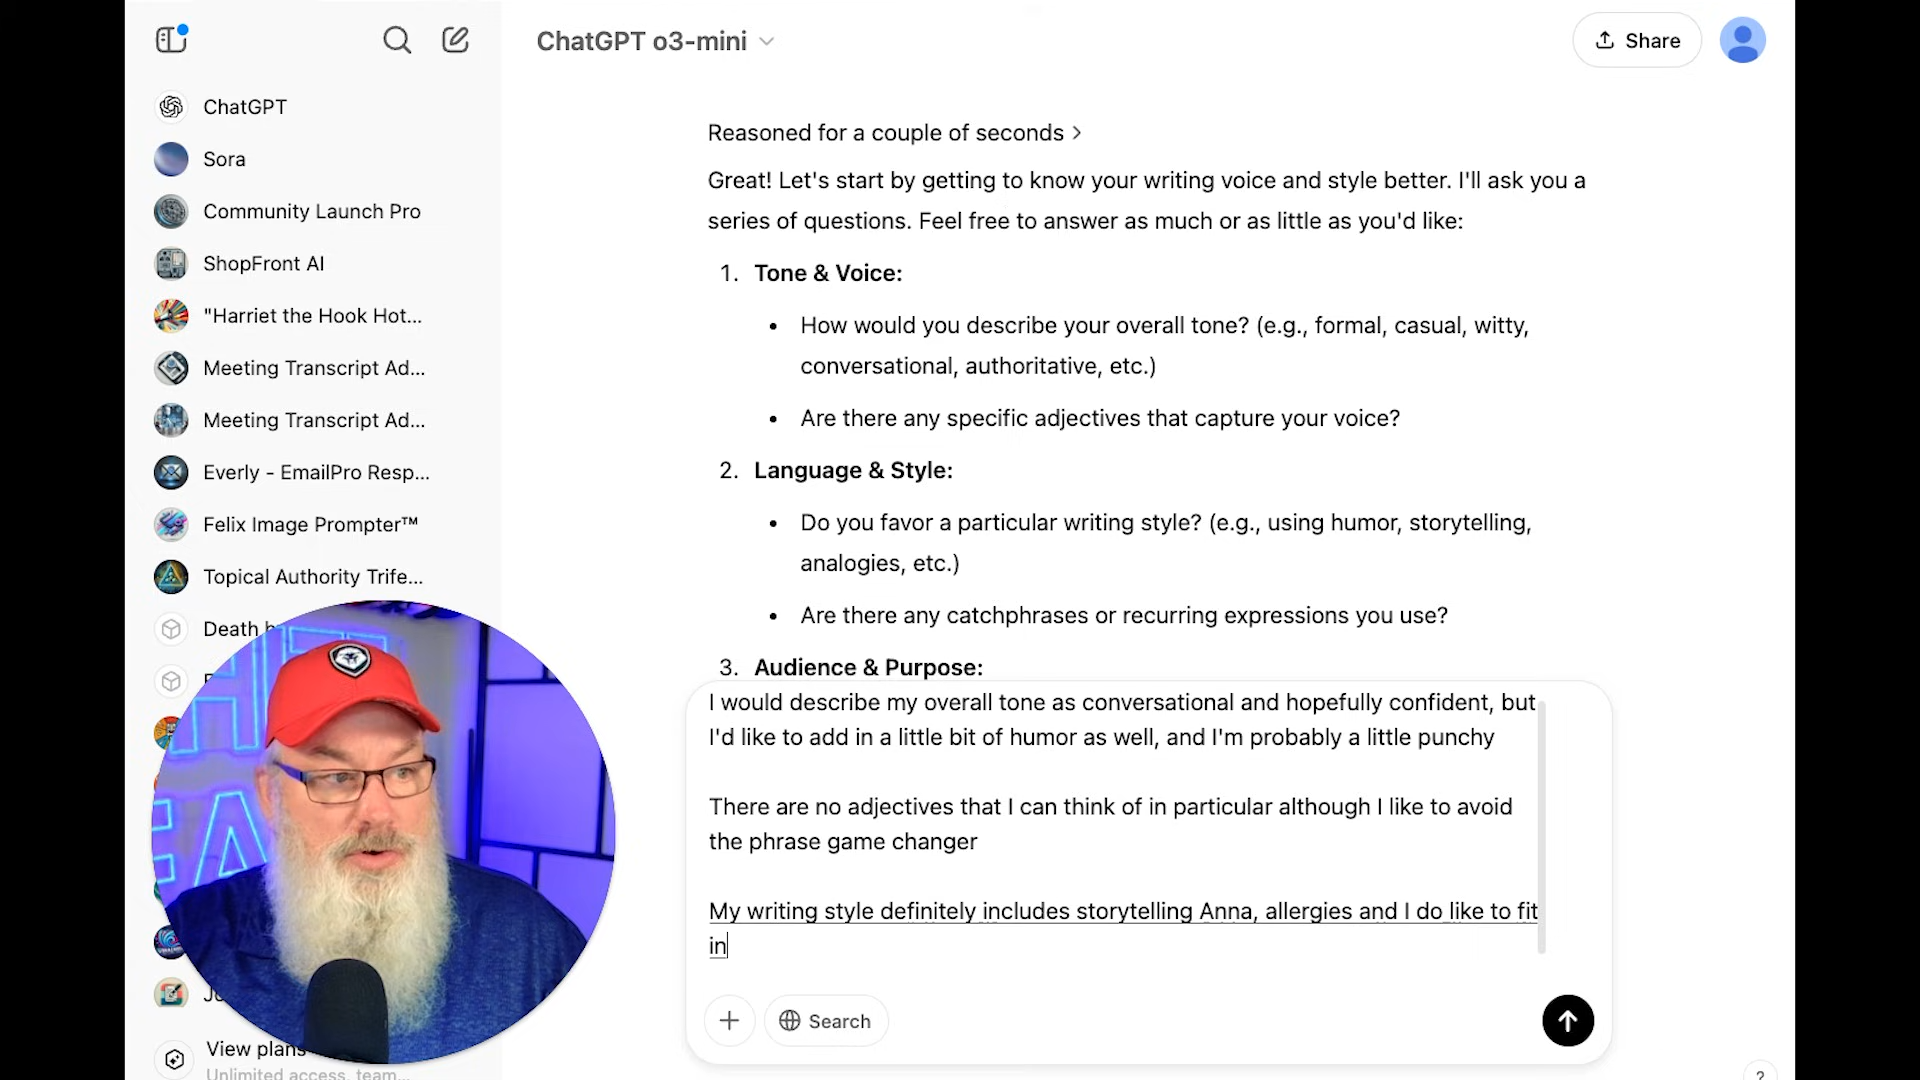 ChatGPT o3-mini
Share
ChatGPT
Sora
Community Launch Pro
ShopFront AI
"Harriet the Hook Hot...
Meeting Transcript Ad...
Meeting Transcript Ad...
Everly - EmailPro Resp...
Felix Image Prompter™
Topical Authority Trife...
Death
View plans
Unlimited access, team...
Reasoned for a couple of seconds
Great! Let's start by getting to know your writing voice and style better. I'll ask you a
series of questions. Feel free to answer as much or as little as you'd like:
1. Tone & Voice:
• How would you describe your overall tone? (e.g., formal, casual, witty,
conversational, authoritative, etc.)
• Are there any specific adjectives that capture your voice?
2. Language & Style:
• Do you favor a particular writing style? (e.g., using humor, storytelling,
analogies, etc.)
• Are there any catchphrases or recurring expressions you use?
3. Audience & Purpose:
I would describe my overall tone as conversational and hopefully confident, but
I'd like to add in a little bit of humor as well, and I'm probably a little punchy
There are no adjectives that I can think of in particular although I like to avoid
the phrase game changer
My writing style definitely includes storytelling Anna, allergies and I do like to fit
in
Search
?